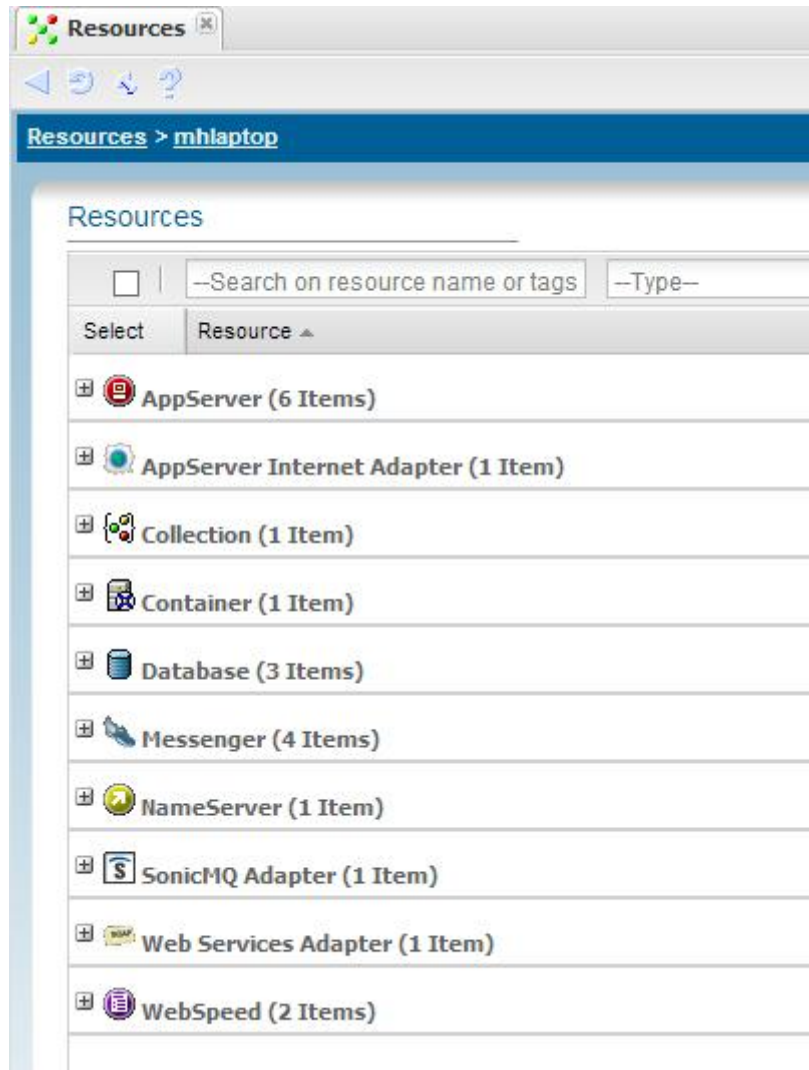 Resources
Resources > mhlaptop
Resources
--Search on resource name or tags --Type--
Select Resource
AppServer (6 Items)
AppServer Internet Adapter (1 Item)
Collection (1 Item)
Container (1 Item)
Database (3 Items)
Messenger (4 Items)
NameServer (1 Item)
S SonicMQ Adapter (1 Item)
SOAP Web Services Adapter (1 Item)
WebSpeed (2 Items)